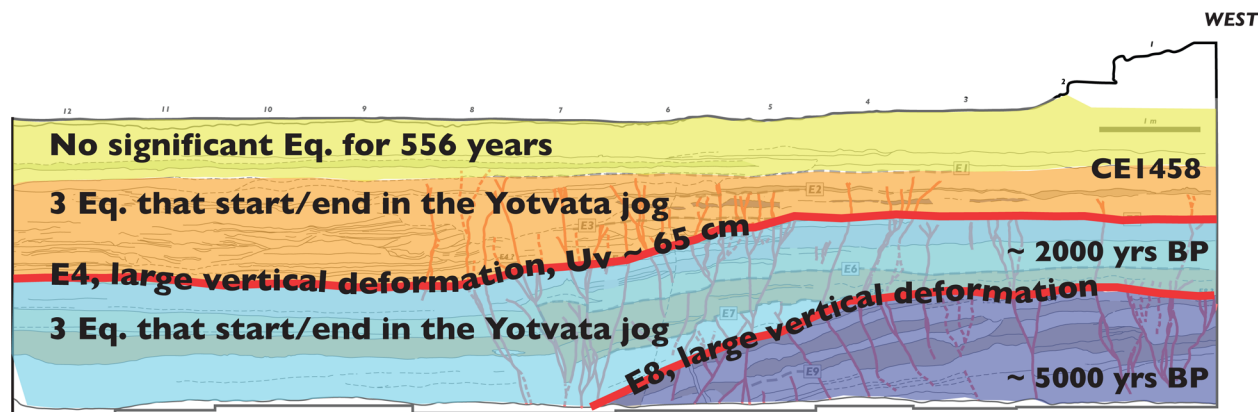 WEST
1
2
12 11 10 9 8 7 6 5 4 3
1 m
No significant Eq. for 556 years
E1
CE1458
3 Eq. that start/end in the Yotvata jog
E2
E3
E4, large vertical deformation, Uv ~ 65 cm
~ 2000 yrs BP
E6
3 Eq. that start/end in the Yotvata jog
E7
E8, large vertical deformation
E9
~ 5000 yrs BP